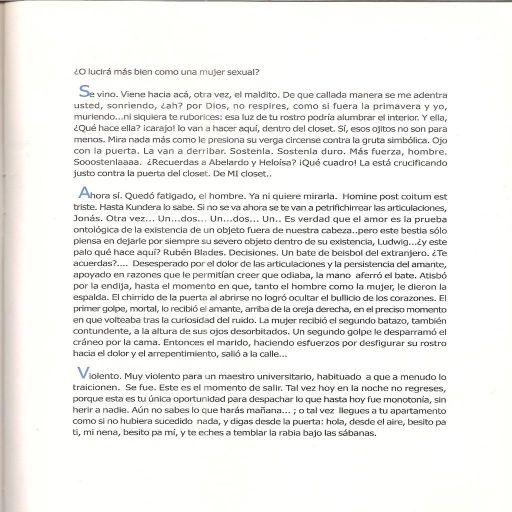 ¿O lucirá más bien como una mujer sexual?
Se vino. Viene hacia acá, otra vez, el maldito. De que callada manera se me adentra
usted, sonriendo, ¿ah? por Dios, no respires, como si fuera la primavera y yo,
muriendo...ni siquiera te rubórices: esa luz de tu rostro podría alumbrar el interior. Y ella,
¿Qué hace ella? ¡carajo! lo van a hacer aquí, dentro del closet. Sí, esos ojitos no son para
menos. Mira nada más como le presiona su verga circense contra la gruta simbólica. Ojo
con la puerta. La van a derribar. Sostenla. Sostenla duro. Más fuerza, hombre.
Sooostenlaaaa. ¿Recuerdas a Abelardo y Heloísa? ¡Qué cuadro! La está crucificando
justo contra la puerta del closet. De MI closet..
Ahora sí. Quedó fatigado, el hombre. Ya ni quiere mirarla. Homine post coitum est
triste. Hasta Kundera lo sabe. Si no se va ahora se te van a petrifichirrear las articulaciones,
Jonás. Otra vez... Un...dos... Un...dos... Un.. Es verdad que el amor es la prueba
ontológica de la existencia de un objeto fuera de nuestra cabeza..pero este bestia sólo
piensa en dejarle por siempre su severo objeto dentro de su existencia, Ludwig...¿y este
palo qué hace aquí? Rubén Blades. Decisiones. Un bate de beisbol del extranjero. ¿Te
acuerdas?.... Desesperado por el dolor de las articulaciones y la persistencia del amante,
apoyado en razones que le permitían creer que odiaba, la mano aferró el bate. Atisbó
por la endija, hasta el momento en que, tanto el hombre como la mujer, le dieron la
espalda. El chirrido de la puerta al abrirse no logró ocultar el bullicio de los corazones. El
primer golpe, mortal, lo recibió el amante, arriba de la oreja derecha, en el preciso momento
en que volteaba tras la curiosidad del ruido. La mujer recibió el segundo batazo, también
contundente, a la altura de sus ojos desorbitados. Un segundo golpe le desparramó el
cráneo por la cama. Entonces el marido, haciendo esfuerzos por desfigurar su rostro
hacia el dolor y el arrepentimiento, salió a la calle...
Violento. Muy violento para un maestro universitario, habituado a que a menudo lo
traicionen. Se fue. Este es el momento de salir. Tal vez hoy en la noche no regreses,
porque esta es tu única oportunidad para despachar lo que hasta hoy fue monotonía, sin
herir a nadie. Aún no sabes lo que harás mañana... ; o tal vez llegues a tu apartamento
como si no hubiera sucedido nada, y digas desde la puerta: hola, desde el aire, besito pa
ti, mi nena, besito pa mí, y te eches a temblar la rabia bajo las sábanas.